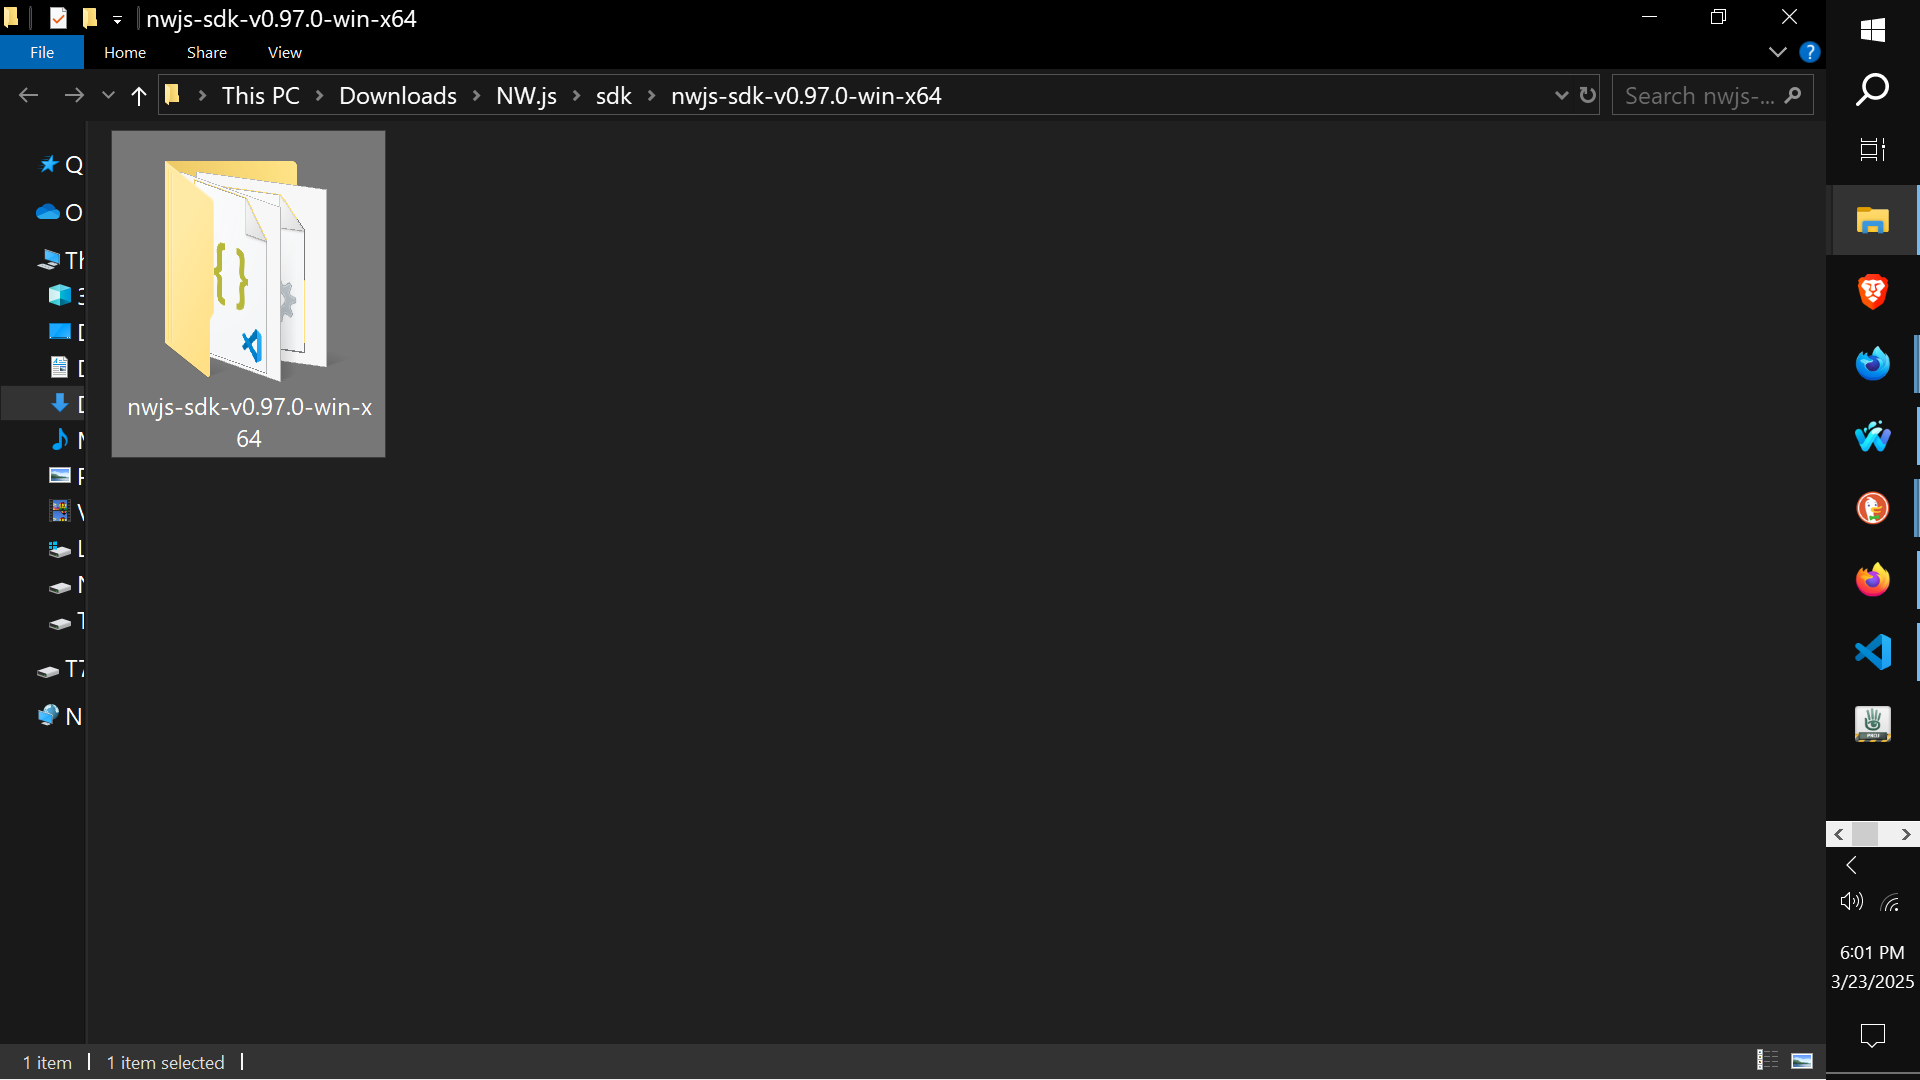 nwjs-sdk-v0.97.0-win-x64
File
Home
Share
View
?
This PC
Downloads
NW.js
sdk
nwjs-sdk-v0.97.0-win-x64
Search nwjs-...
Q
O
Th
3
D
D
D
M
P
V
L
N
T
T7
N
{ }
nwjs-sdk-v0.97.0-win-x
64
PROJ
6:01 PM
3/23/2025
1 item
1 item selected